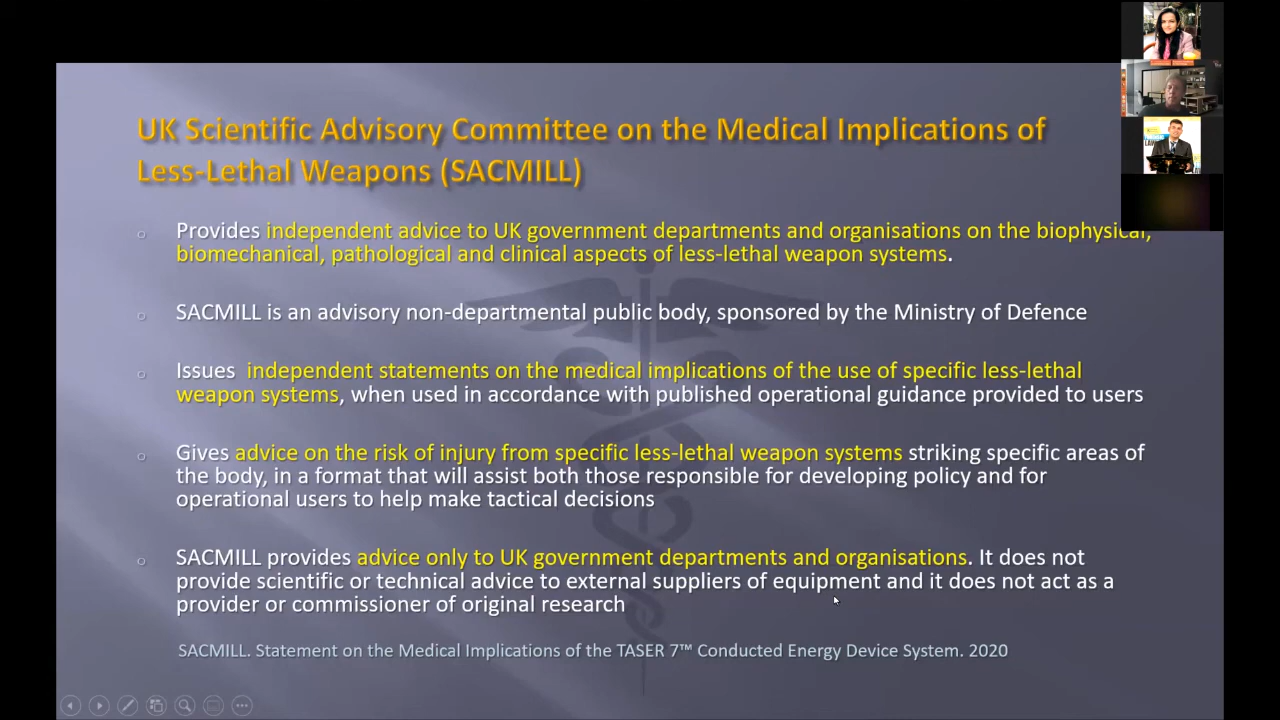 UK Scientific Advisory Committee on the Medical Implications of
Less-Lethal Weapons (SACMILL)
Provides independent advice to UK government departments and organisations on the biophysical,
biomechanical, pathological and clinical aspects of less-lethal weapon systems.
SACMILL is an advisory non-departmental public body, sponsored by the Ministry of Defence
Issues independent statements on the medical implications of the use of specific less-lethal
weapon systems, when used in accordance with published operational guidance provided to users
Gives advice on the risk of injury from specific less-lethal weapon systems striking specific areas of
the body, in a format that will assist both those responsible for developing policy and for
operational users to help make tactical decisions
SACMILL provides advice only to UK government departments and organisations. It does not
provide scientific or technical advice to external suppliers of equipment and it does not act as a
provider or commissioner of original research
SACMILL. Statement on the Medical Implications of the TASER 7™ Conducted Energy Device System. 2020